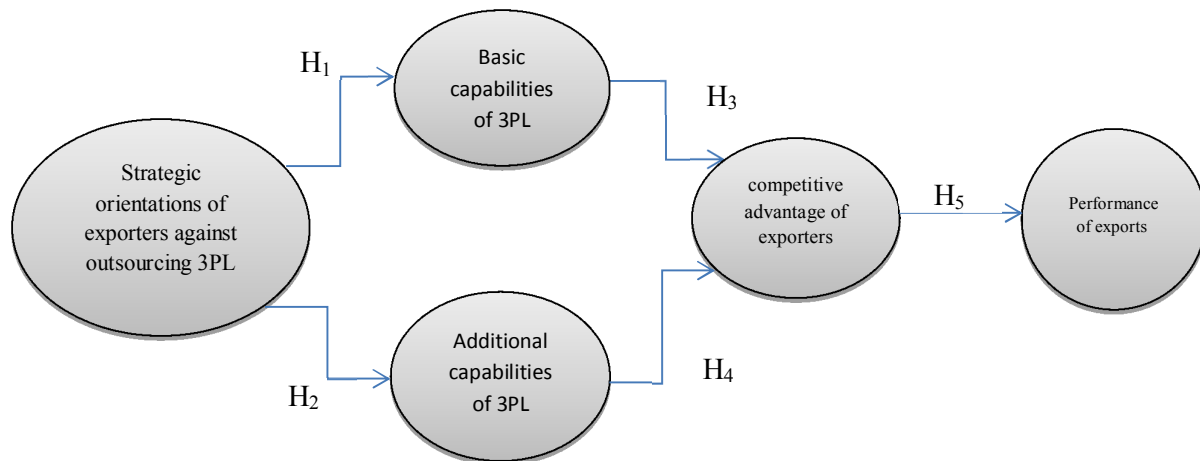 H₁
Basic
capabilities
of 3PL
H₃
Strategic
orientations of
exporters against
outsourcing 3PL
competitive
advantage of
exporters
H₅
Performance
of exports
H₂
Additional
capabilities
of 3PL
H₄